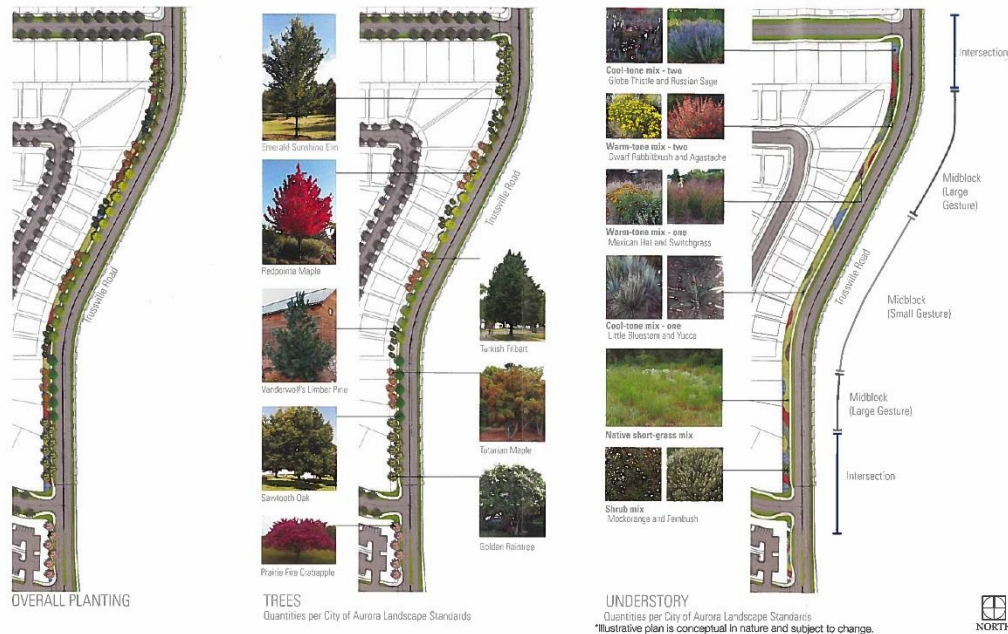 Trussville Road
OVERALL PLANTING
Emerald Sunshine Elm
Redpointe Maple
Vanderwolf's Limber Pine
Sawtooth Oak
Prairie Fire Crabapple
Trussville Road
Turkish Filbert
Tatarian Maple
Golden Raintree
TREES
Quantities per City of Aurora Landscape Standards
Cool-tone mix - two
Globe Thistle and Russian Sage
Warm-tone mix - two
Dwarf Rabbitbrush and Agastache
Warm-tone mix - one
Mexican Hat and Switchgrass
Cool-tone mix - one
Little Bluestem and Yucca
Native short-grass mix
Shrub mix
Mockorange and Fernbush
Trussville Road
Intersection
Midblock
(Large
Gesture)
Midblock
(Small Gesture)
Midblock
(Large Gesture)
Intersection
UNDERSTORY
Quantities per City of Aurora Landscape Standards
*Illustrative plan is conceptual in nature and subject to change.
NORTH